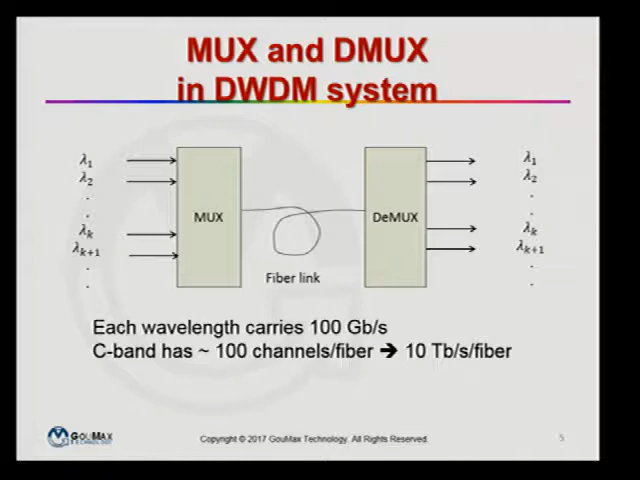 MUX and DMUX
in DWDM system
λ1
λ2
.
.
λk
λk+1
.
.
MUX
Fiber link
DeMUX
λ1
λ2
.
.
λk
λk+1
.
.
Each wavelength carries 100 Gb/s
C-band has ~ 100 channels/fiber ➔ 10 Tb/s/fiber
GOUMAX
TECHNOLOGY
Copyright © 2017 GouMax Technology. All Rights Reserved.
5